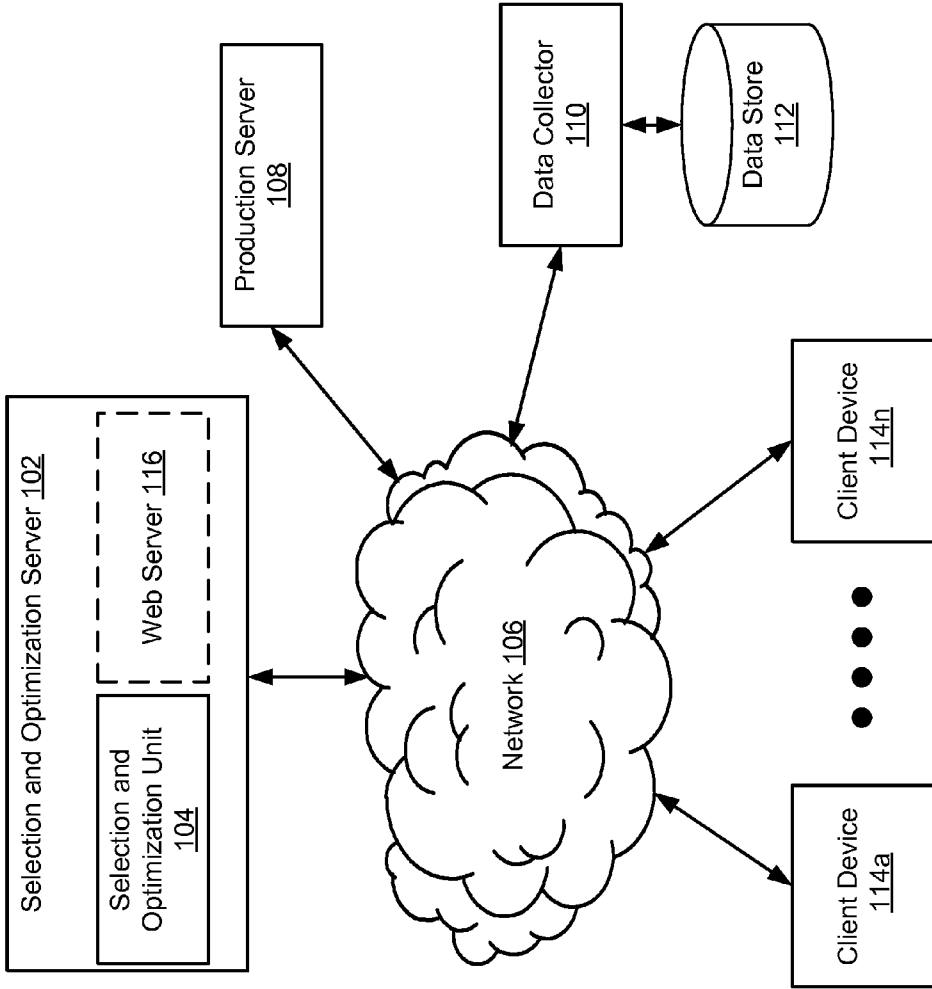 Selection and Optimization Server 102
Selection and
Optimization Unit
104
Web Server 116
Production Server
108
Network 106
Data Collector
110
Data Store
112
Client Device
114a
Client Device
114n